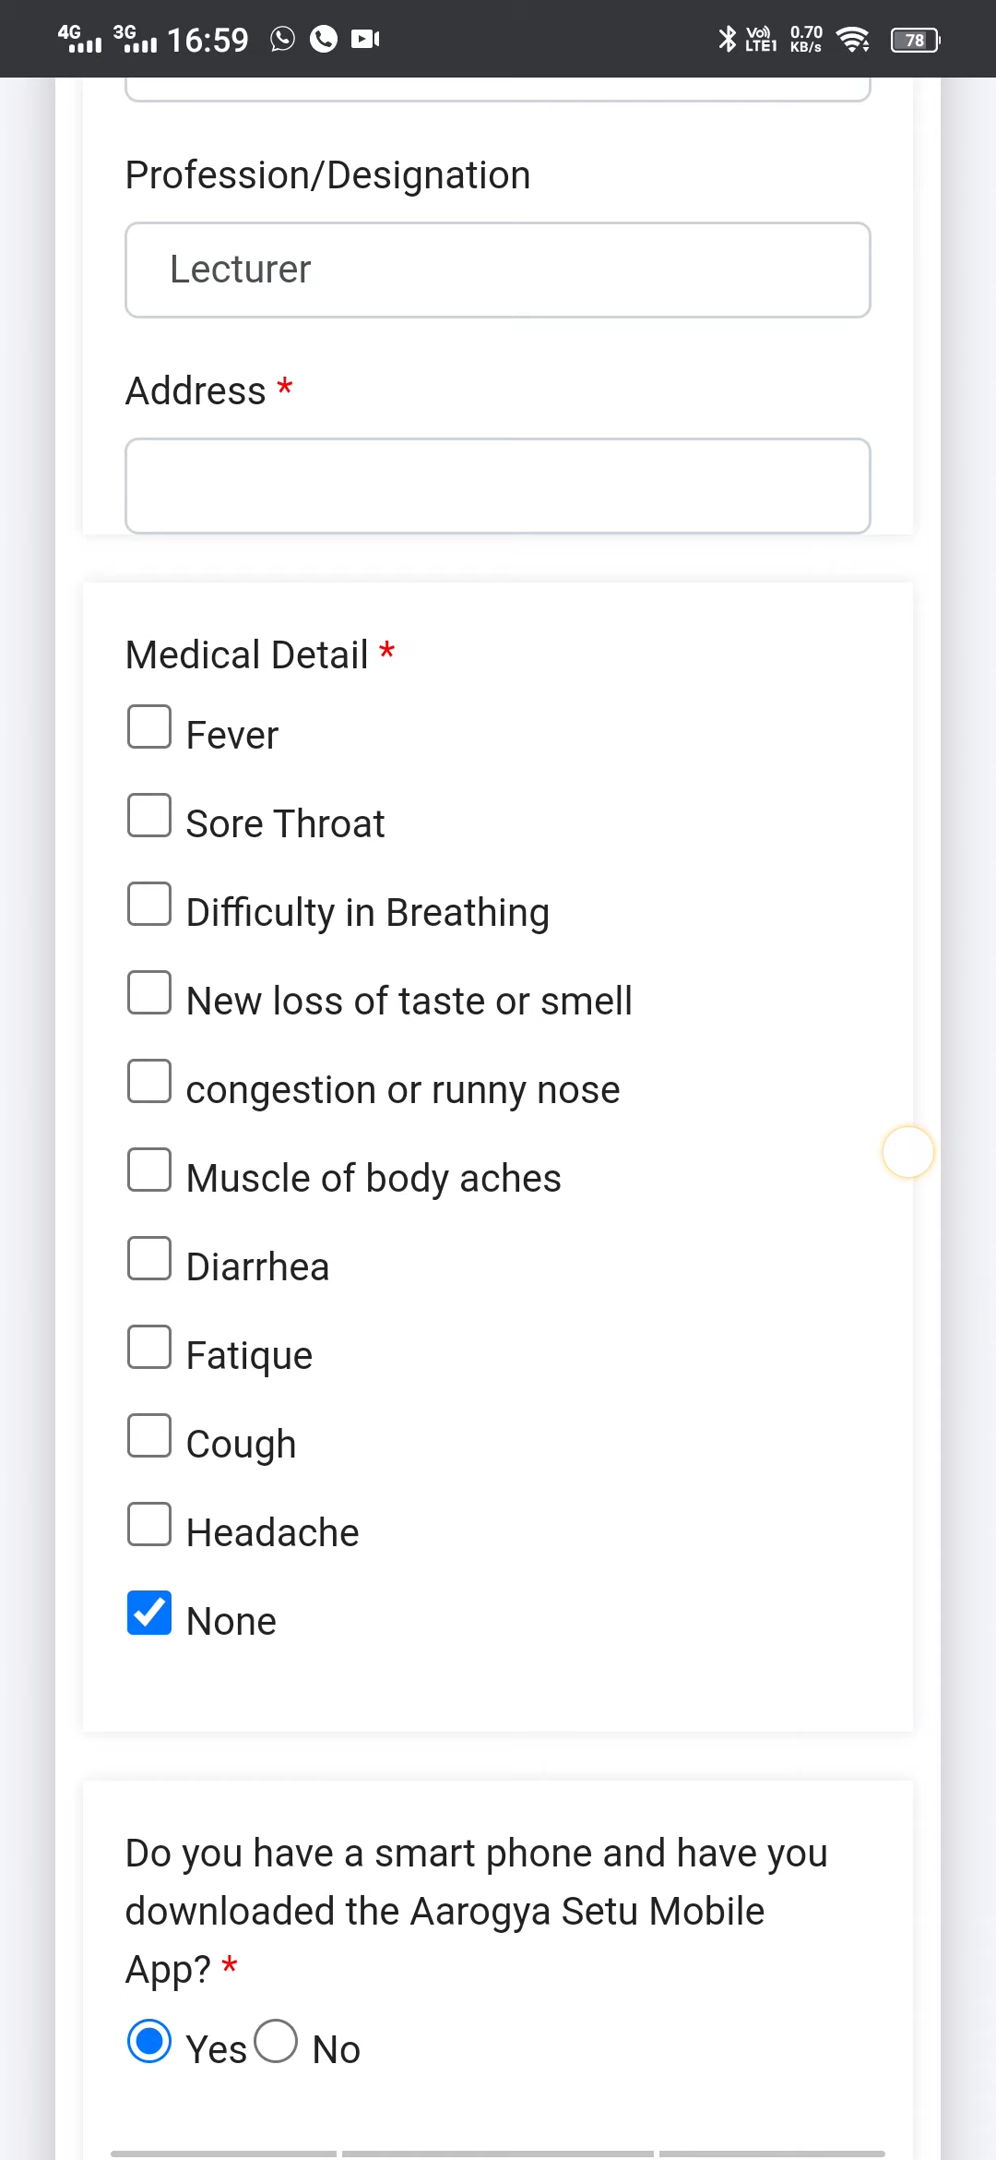 4G 3G 16:59 Vo) LTE1 0.70 KB/s 78
Profession/Designation
Lecturer
Address *
Medical Detail *
Fever
Sore Throat
Difficulty in Breathing
New loss of taste or smell
congestion or runny nose
Muscle of body aches
Diarrhea
Fatique
Cough
Headache
None
Do you have a smart phone and have you
downloaded the Aarogya Setu Mobile
App? *
Yes No